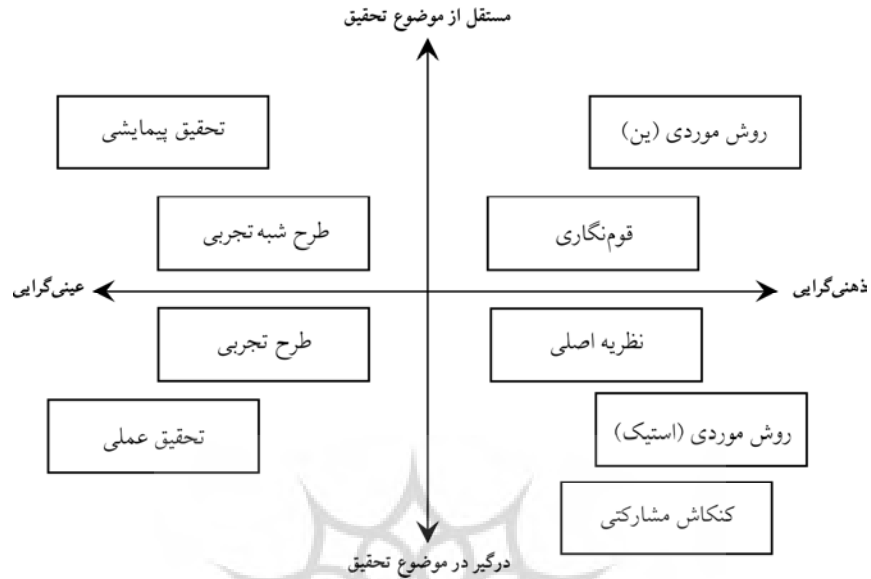 مستقل از موضوع تحقیق
روش موردی (ین)
تحقیق پیمایشی
قوم‌نگاری
طرح شبه تجربی
ذهنی‌گرایی
عینی‌گرایی
نظریه اصلی
طرح تجربی
روش موردی (استیک)
تحقیق عملی
کنکاش مشارکتی
درگیر در موضوع تحقیق